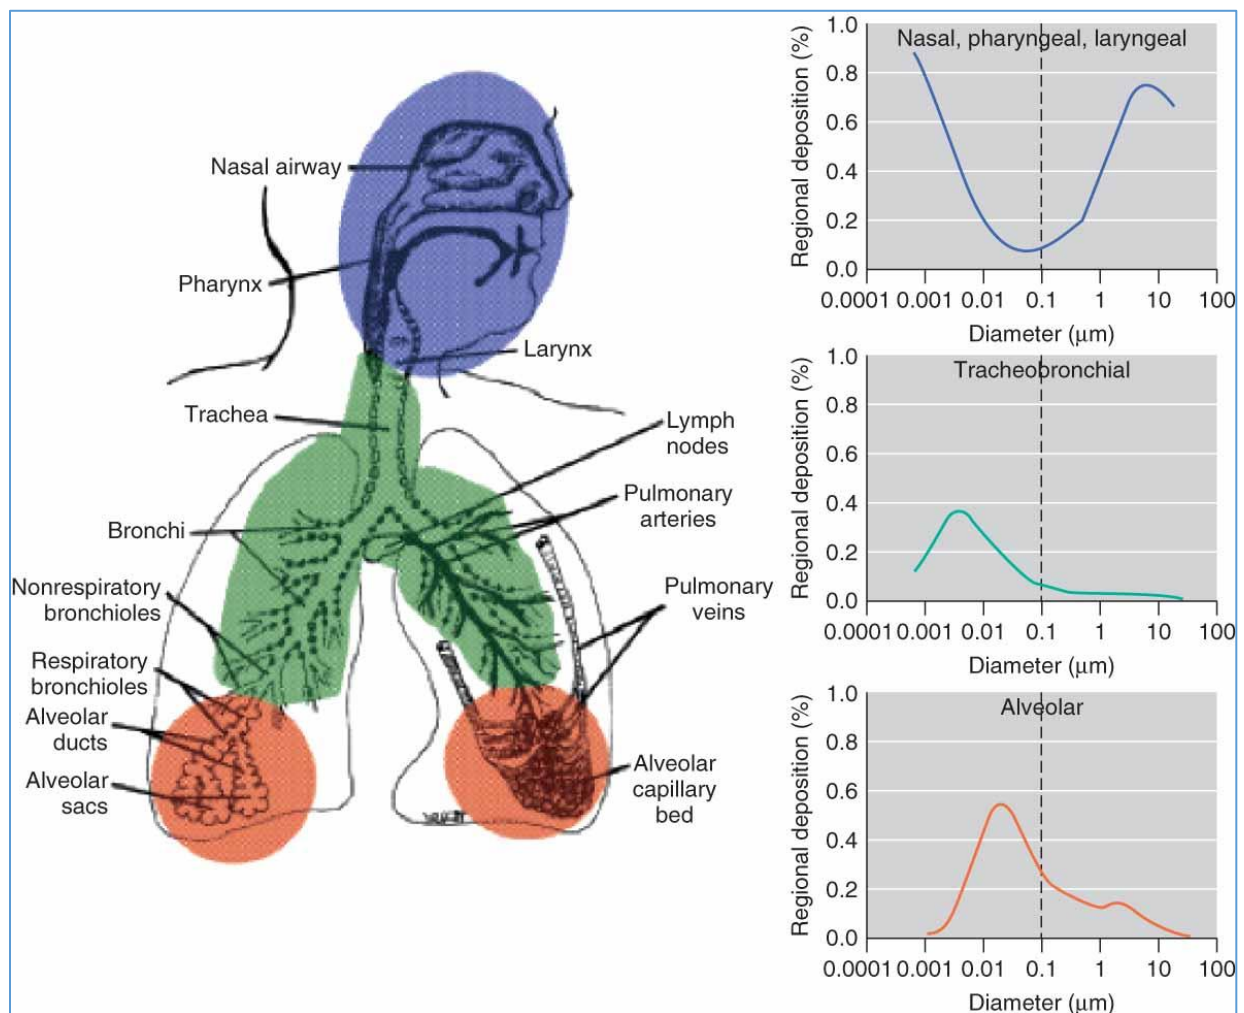 Nasal airway
Pharynx
Larynx
Trachea
Lymph
nodes
Pulmonary
arteries
Bronchi
Nonrespiratory
bronchioles
Pulmonary
veins
Respiratory
bronchioles
Alveolar
ducts
Alveolar
sacs
Alveolar
capillary
bed
Nasal, pharyngeal, laryngeal
Regional deposition (%)
1.0
0.8
0.6
0.4
0.2
0.0
0.0001 0.001 0.01 0.1 1 10 100
Diameter (µm)
Tracheobronchial
Regional deposition (%)
1.0
0.8
0.6
0.4
0.2
0.0
0.0001 0.001 0.01 0.1 1 10 100
Diameter (µm)
Alveolar
Regional deposition (%)
1.0
0.8
0.6
0.4
0.2
0.0
0.0001 0.001 0.01 0.1 1 10 100
Diameter (µm)